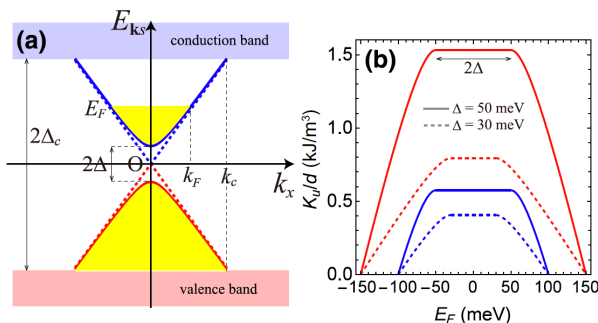 (a)
E_ks
conduction band
E_F
2Δ_c
2Δ
O
k_F
k_c
k_x
valence band
(b)
K_u/d (kJ/m³)
1.5
1.0
0.5
0.0
2Δ
Δ = 50 meV
Δ = 30 meV
−150 −100 −50 0 50 100 150
E_F (meV)